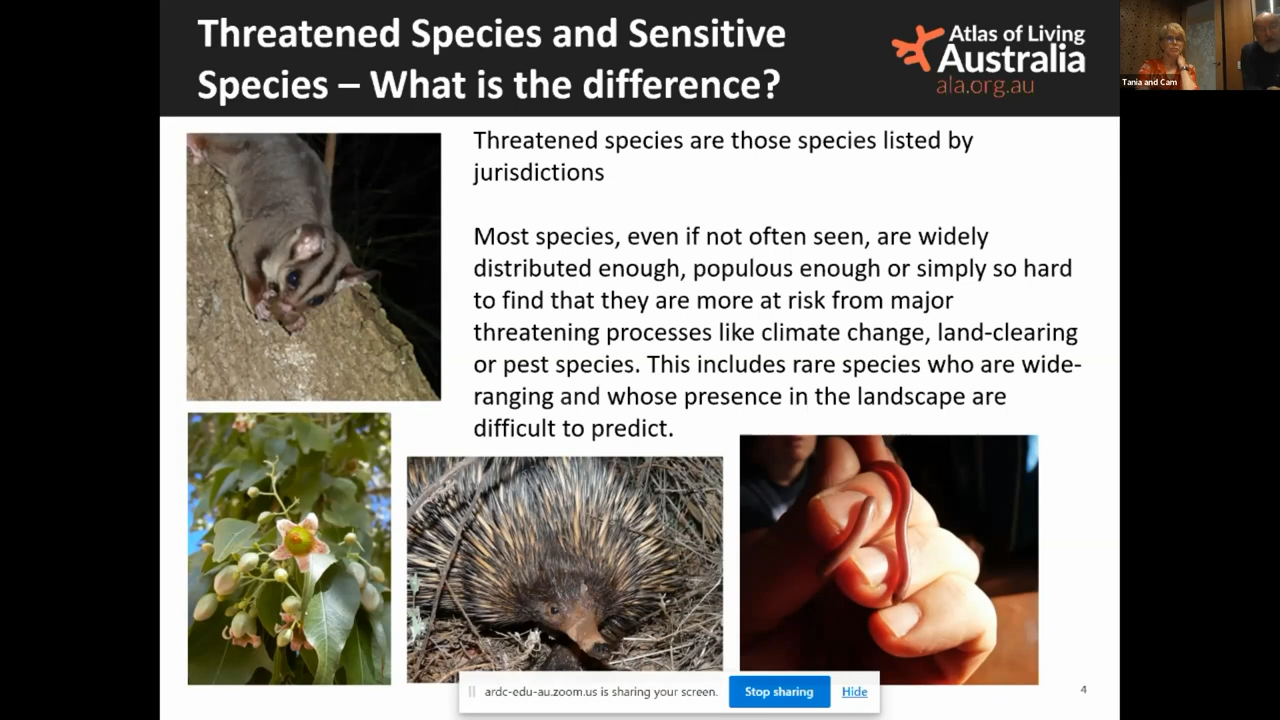 Threatened Species and Sensitive
Species – What is the difference?
Atlas of Living
Australia
ala.org.au
Tania and Cam
Threatened species are those species listed by
jurisdictions
Most species, even if not often seen, are widely
distributed enough, populous enough or simply so hard
to find that they are more at risk from major
threatening processes like climate change, land-clearing
or pest species. This includes rare species who are wide-
ranging and whose presence in the landscape are
difficult to predict.
ardc-edu-au.zoom.us is sharing your screen.
Stop sharing
Hide
4